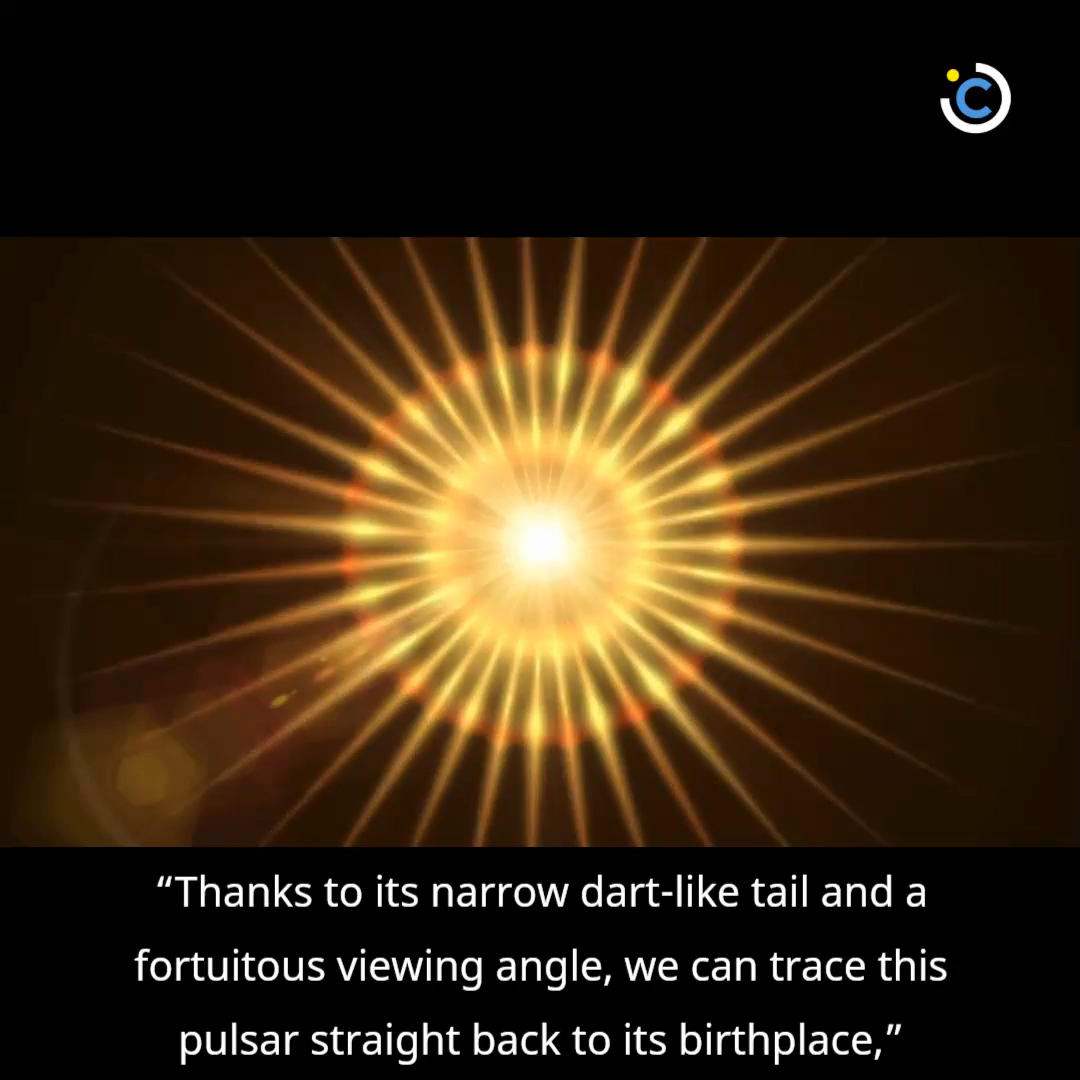 C
“Thanks to its narrow dart-like tail and a
fortuitous viewing angle, we can trace this
pulsar straight back to its birthplace,”